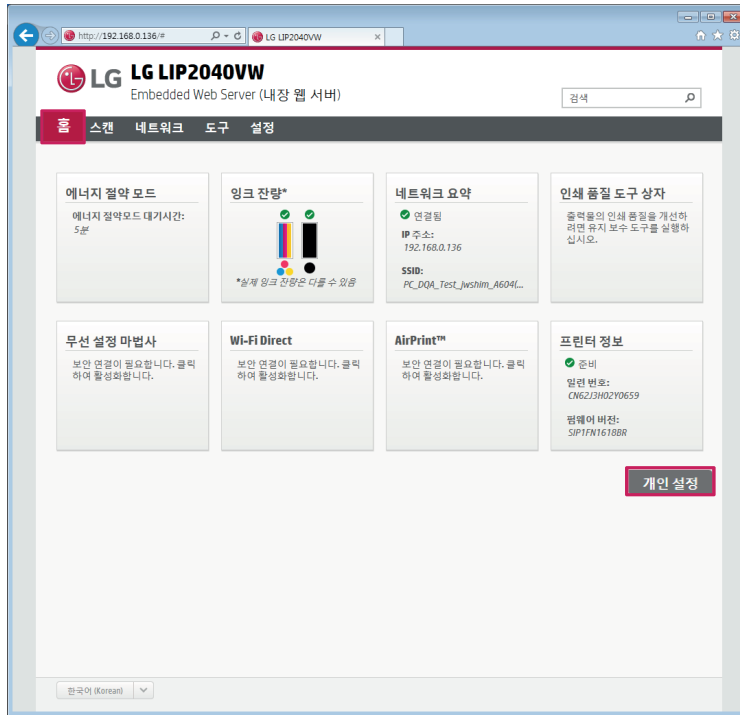 http://192.168.0.136/#
LG LIP2040VW
LG
LG LIP2040VW
Embedded Web Server (내장 웹 서버)
검색
홈 스캔 네트워크 도구 설정
에너지 절약 모드
에너지 절약모드 대기시간:
5분
잉크 잔량*
*실제 잉크 잔량은 다를 수 있음
네트워크 요약
연결됨
IP 주소:
192.168.0.136
SSID:
PC_DQA_Test_Jwshim_A604(...
인쇄 품질 도구 상자
출력물의 인쇄 품질을 개선하
려면 유지 보수 도구를 실행하
십시오.
무선 설정 마법사
보안 연결이 필요합니다. 클릭
하여 활성화합니다.
Wi-Fi Direct
보안 연결이 필요합니다. 클릭
하여 활성화합니다.
AirPrint™
보안 연결이 필요합니다. 클릭
하여 활성화합니다.
프린터 정보
준비
일련 번호:
CN62J3H02Y0659
펌웨어 버전:
SIP1FN1618BR
개인 설정
한국어 (Korean)